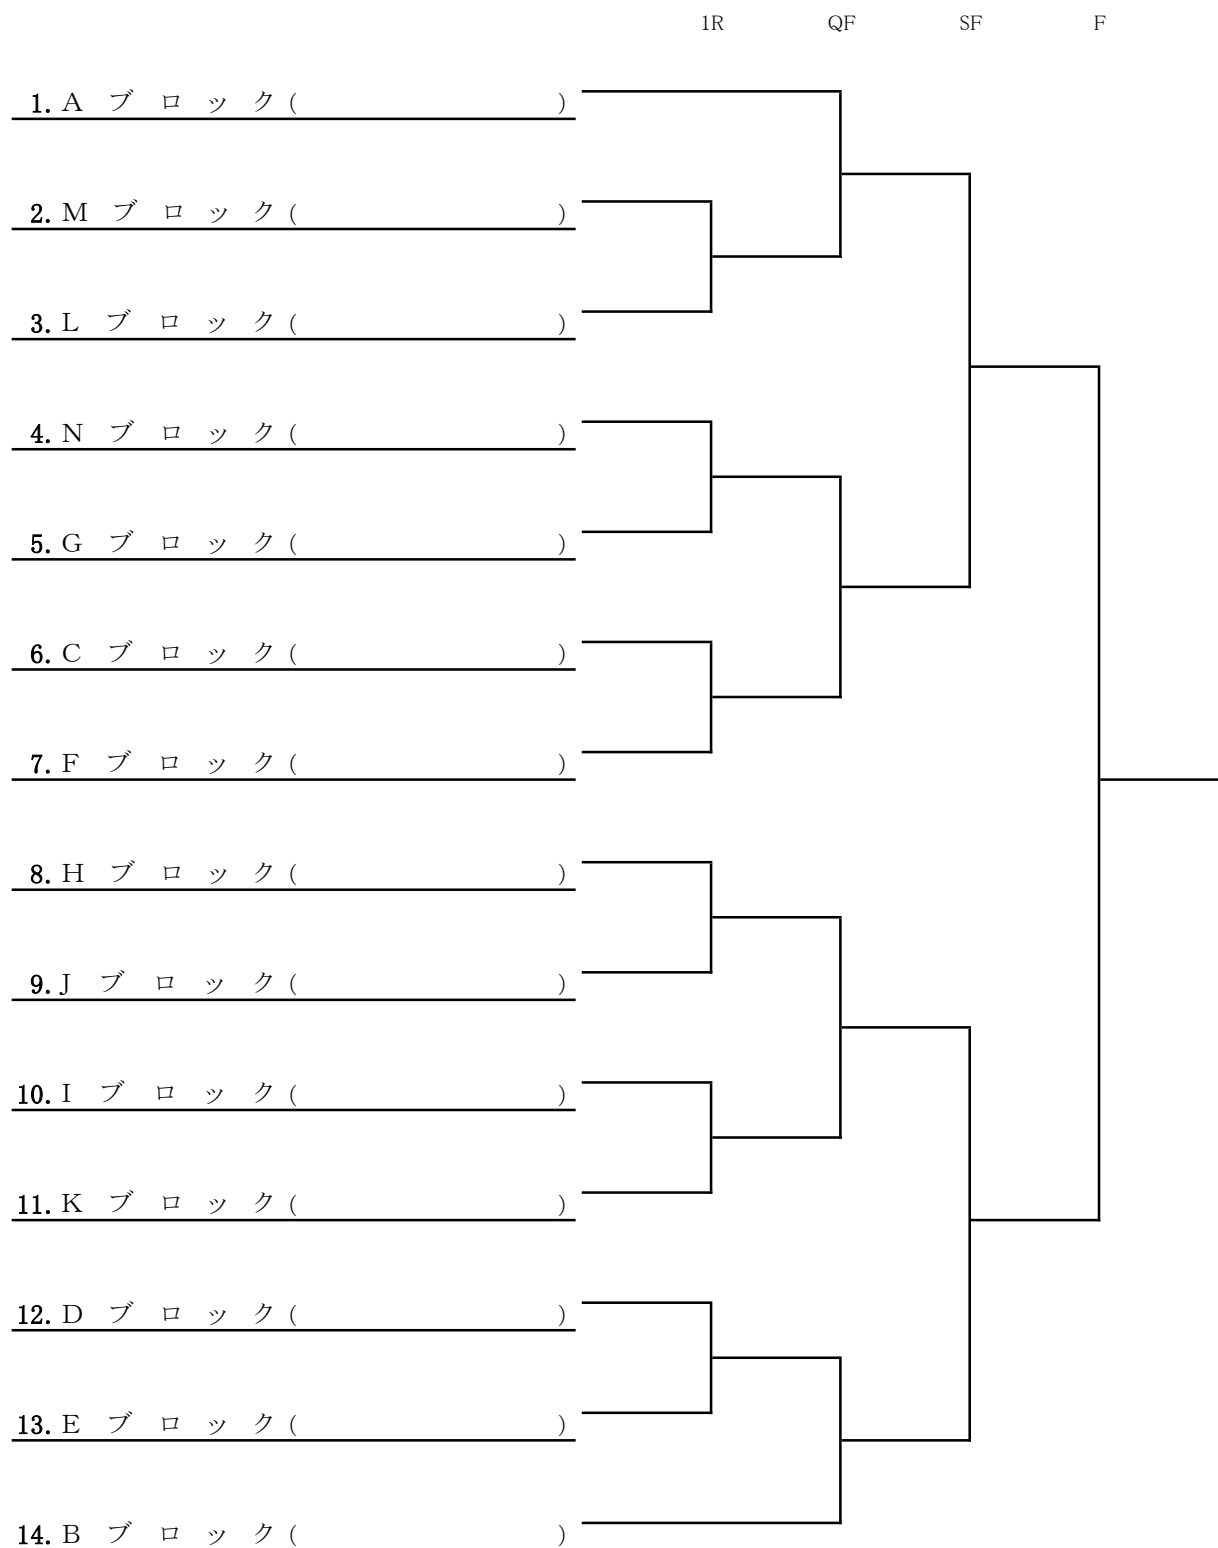 1R QF SF F
1. A ブ ロ ッ ク ( )
2. M ブ ロ ッ ク ( )
3. L ブ ロ ッ ク ( )
4. N ブ ロ ッ ク ( )
5. G ブ ロ ッ ク ( )
6. C ブ ロ ッ ク ( )
7. F ブ ロ ッ ク ( )
8. H ブ ロ ッ ク ( )
9. J ブ ロ ッ ク ( )
10. I ブ ロ ッ ク ( )
11. K ブ ロ ッ ク ( )
12. D ブ ロ ッ ク ( )
13. E ブ ロ ッ ク ( )
14. B ブ ロ ッ ク ( )